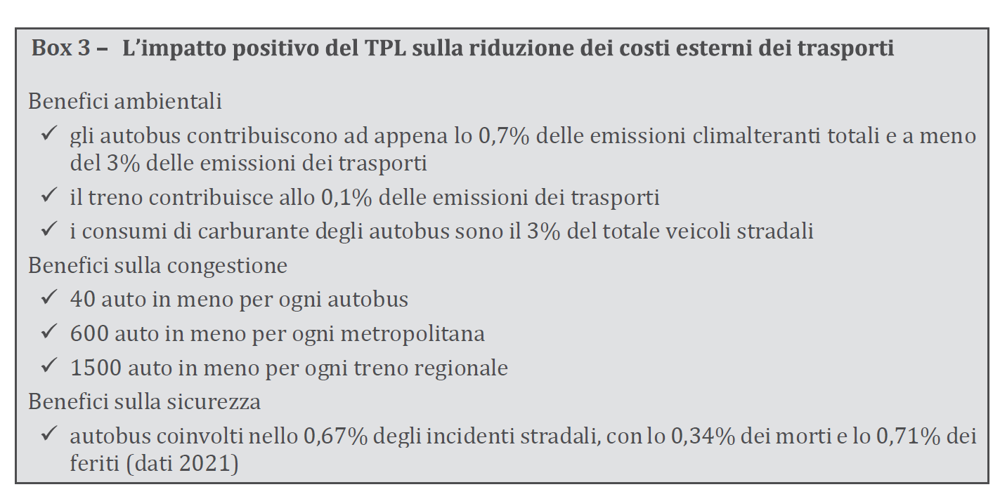 Box 3 – L’impatto positivo del TPL sulla riduzione dei costi esterni dei trasporti
Benefici ambientali
✓ gli autobus contribuiscono ad appena lo 0,7% delle emissioni climalteranti totali e a meno
del 3% delle emissioni dei trasporti
✓ il treno contribuisce allo 0,1% delle emissioni dei trasporti
✓ i consumi di carburante degli autobus sono il 3% del totale veicoli stradali
Benefici sulla congestione
✓ 40 auto in meno per ogni autobus
✓ 600 auto in meno per ogni metropolitana
✓ 1500 auto in meno per ogni treno regionale
Benefici sulla sicurezza
✓ autobus coinvolti nello 0,67% degli incidenti stradali, con lo 0,34% dei morti e lo 0,71% dei
feriti (dati 2021)